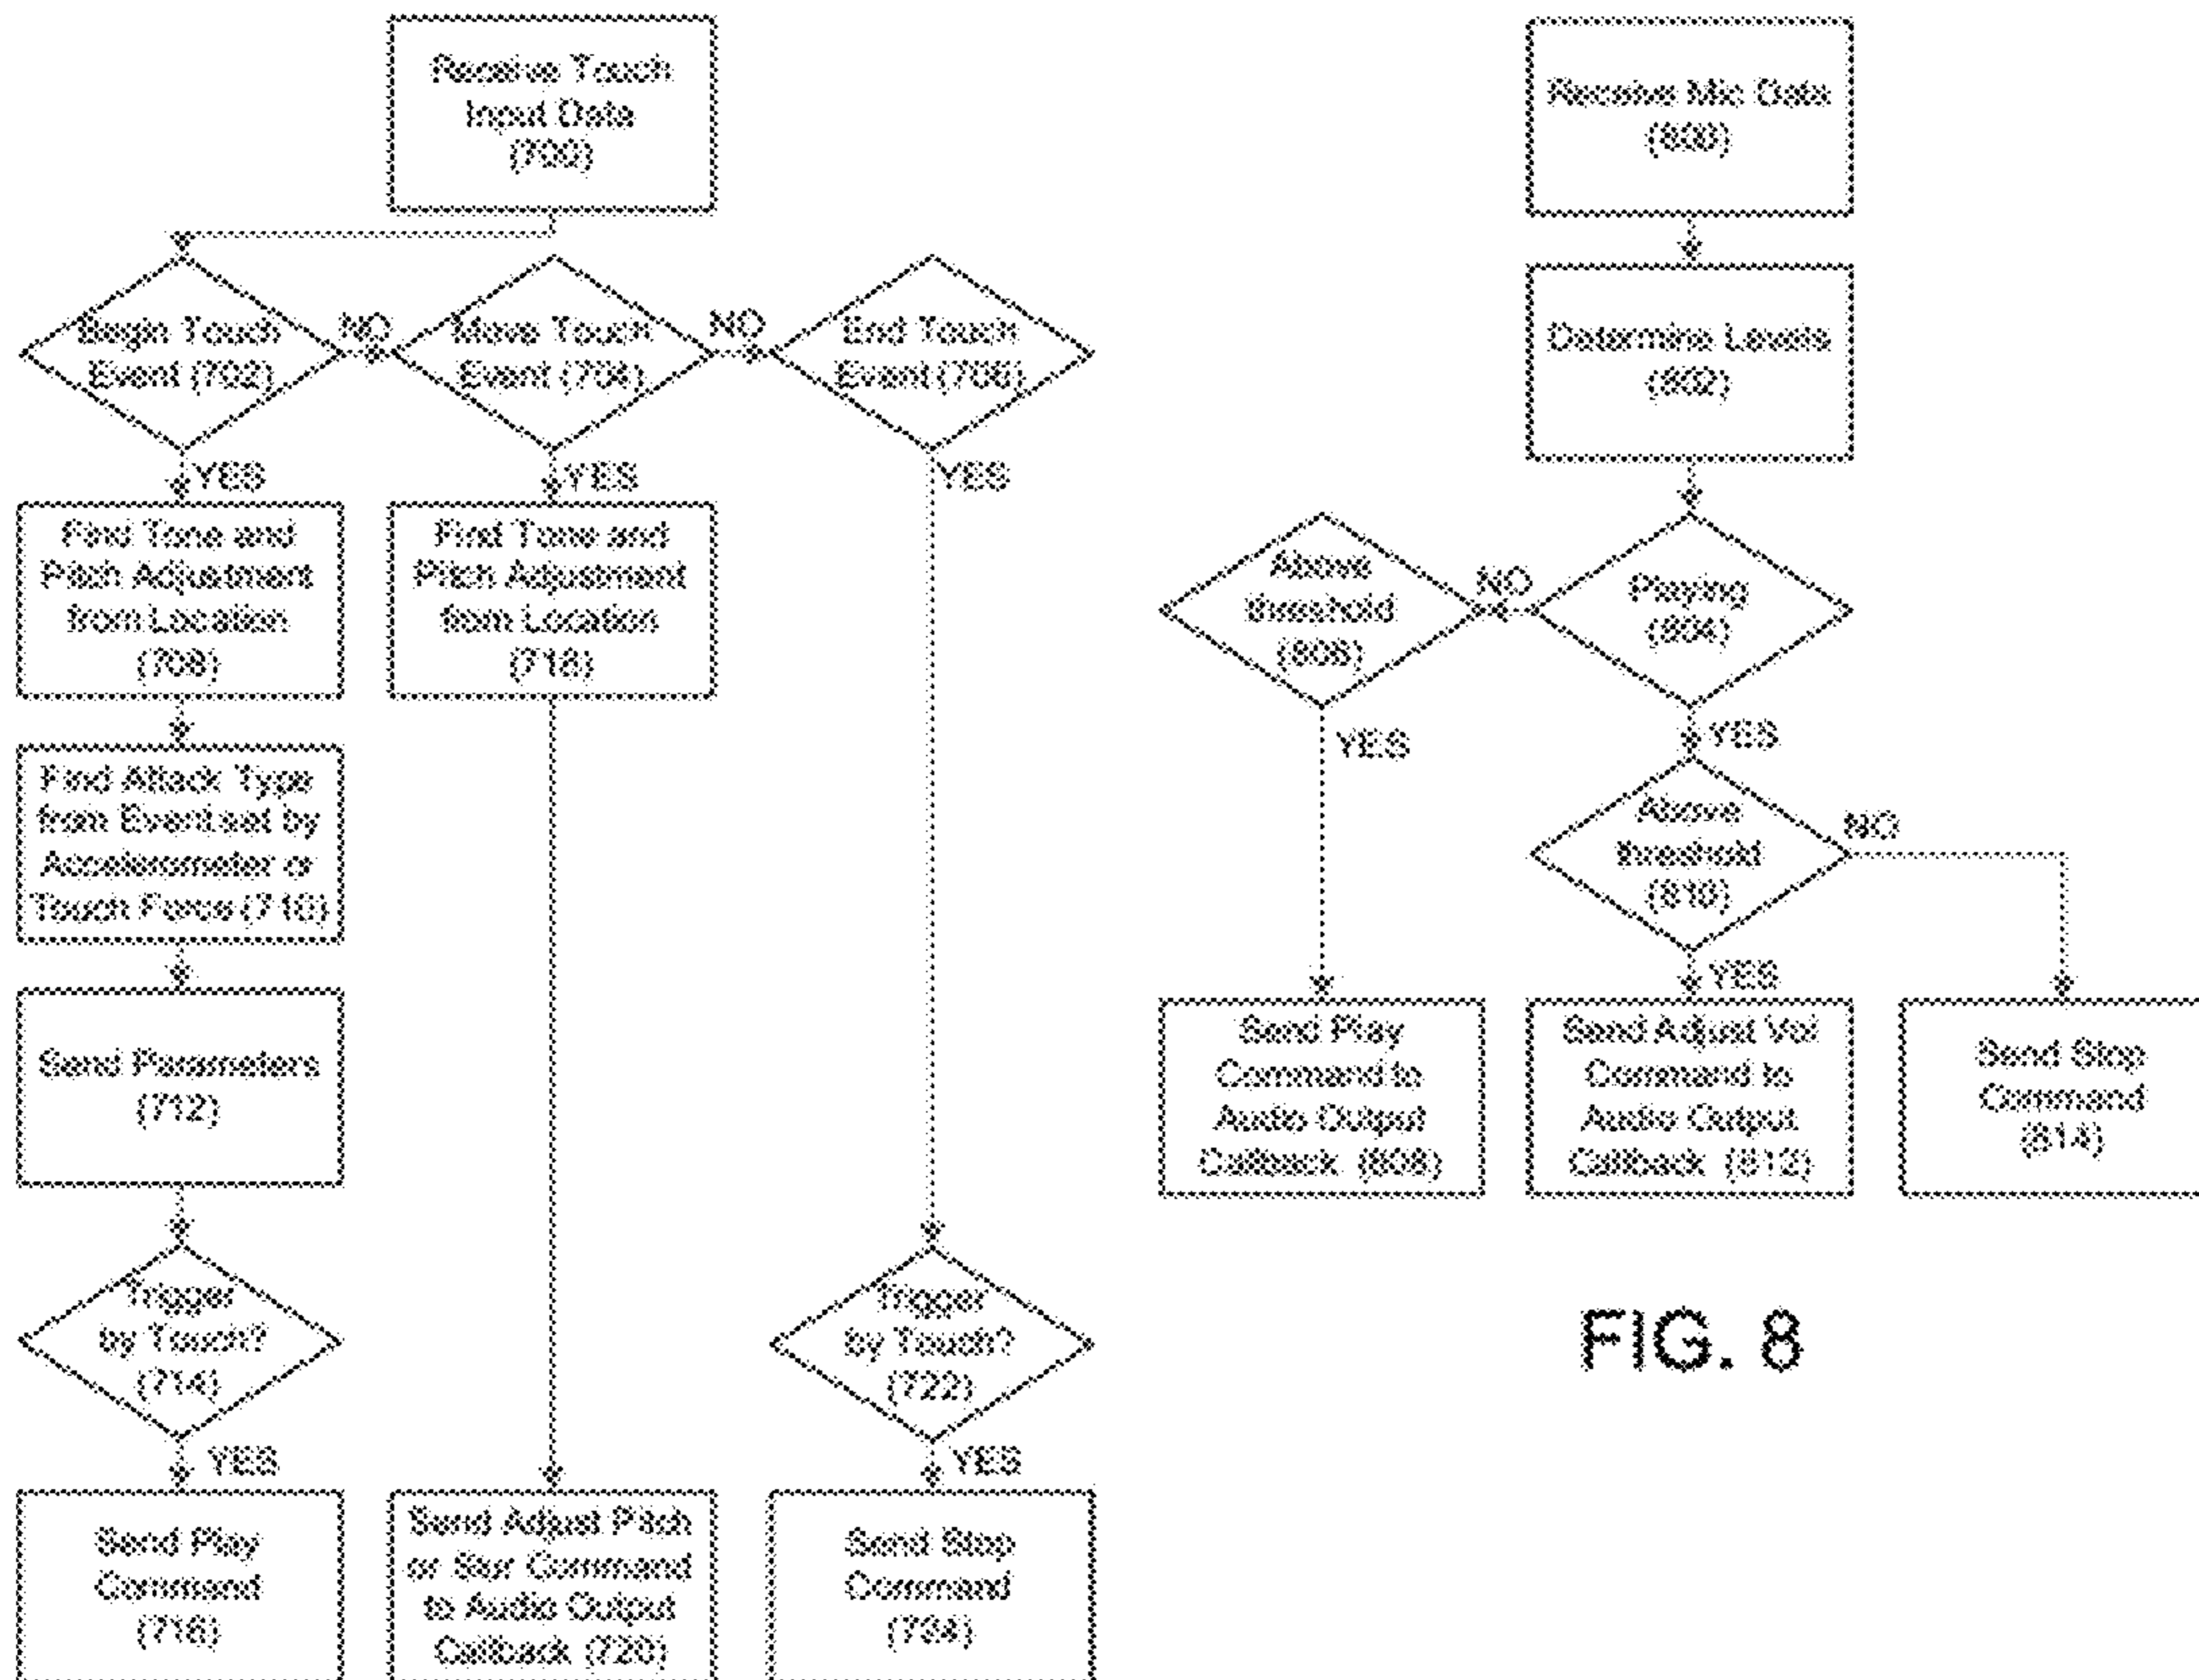 Receive Touch
Input Data
(700)
Begin Touch
Event (702)
NO
Move Touch
Event (704)
NO
End Touch
Event (706)
YES
YES
YES
Find Tone and
Pitch Adjustment
from Location
(708)
Find Tone and
Pitch Adjustment
from Location
(718)
Find Attack Type
from Event.set by
Accelerometer or
Touch Force (710)
Send Parameters
(712)
Trigger
by Touch?
(714)
Trigger
by Touch?
(722)
YES
YES
Send Play
Command
(716)
Send Adjust Pitch
or Slur Command
to Audio Output
Callback (720)
Send Stop
Command
(734)
Receive Mic Data
(800)
Determine Levels
(802)
Playing
(804)
NO
Above
threshold
(806)
YES
YES
Above
threshold
(810)
NO
YES
Send Play
Command to
Audio Output
Callback (808)
Send Adjust Vol
Command to
Audio Output
Callback (812)
Send Stop
Command
(814)
FIG. 8